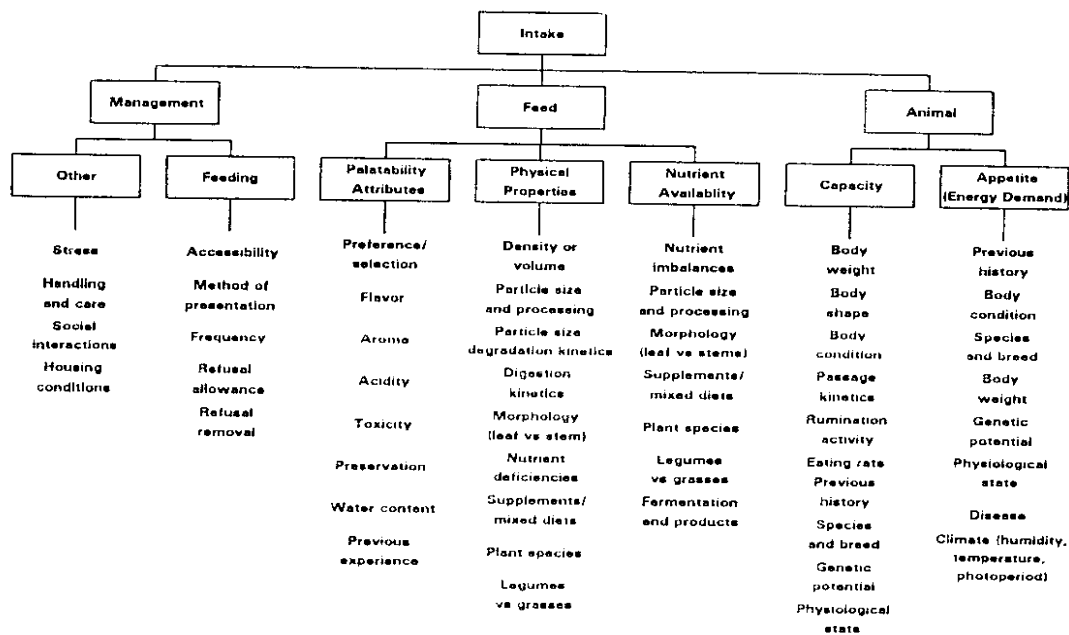 Intake
Management
Feed
Animal
Other
Feeding
Palatability
Attributes
Physical
Properties
Nutrient
Availablity
Capacity
Appetite
(Energy Demand)
Stress
Handling
and care
Social
interactions
Housing
conditions
Accessibility
Method of
presentation
Frequency
Refusal
allowance
Refusal
removal
Preference/
selection
Flavor
Aroma
Acidity
Toxicity
Preservation
Water content
Previous
experience
Density or
volume
Particle size
and processing
Particle size
degradation kinetics
Digestion
kinetics
Morphology
(leaf vs stem)
Nutrient
deficiencies
Supplements/
mixed diets
Plant species
Legumes
vs grasses
Nutrient
imbalances
Particle size
and processing
Morphology
(leaf vs stems)
Supplements/
mixed diets
Plant species
Legumes
vs grasses
Fermentation
end products
Body
weight
Body
shape
Body
condition
Passage
kinetics
Rumination
activity
Eating rate
Previous
history
Species
and breed
Genetic
potential
Physiological
state
Previous
history
Body
condition
Species
and breed
Body
weight
Genetic
potential
Physiological
state
Disease
Climate (humidity,
temperature,
photoperiod)